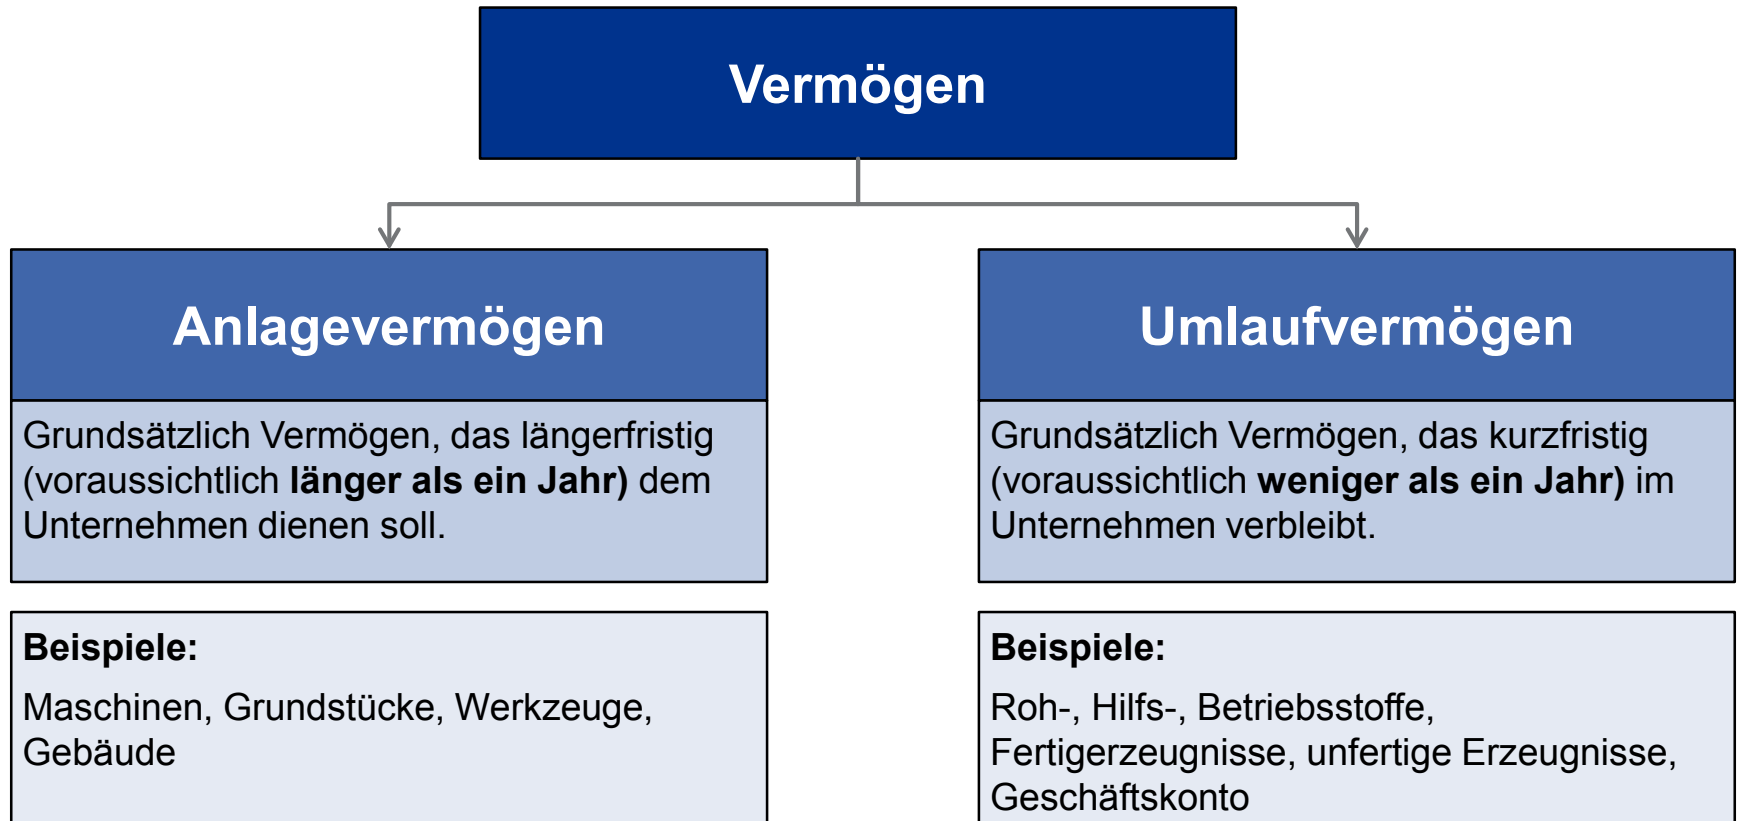 Vermögen
Anlagevermögen
Grundsätzlich Vermögen, das längerfristig
(voraussichtlich länger als ein Jahr) dem
Unternehmen dienen soll.
Beispiele:
Maschinen, Grundstücke, Werkzeuge,
Gebäude
Umlaufvermögen
Grundsätzlich Vermögen, das kurzfristig
(voraussichtlich weniger als ein Jahr) im
Unternehmen verbleibt.
Beispiele:
Roh-, Hilfs-, Betriebsstoffe,
Fertigerzeugnisse, unfertige Erzeugnisse,
Geschäftskonto